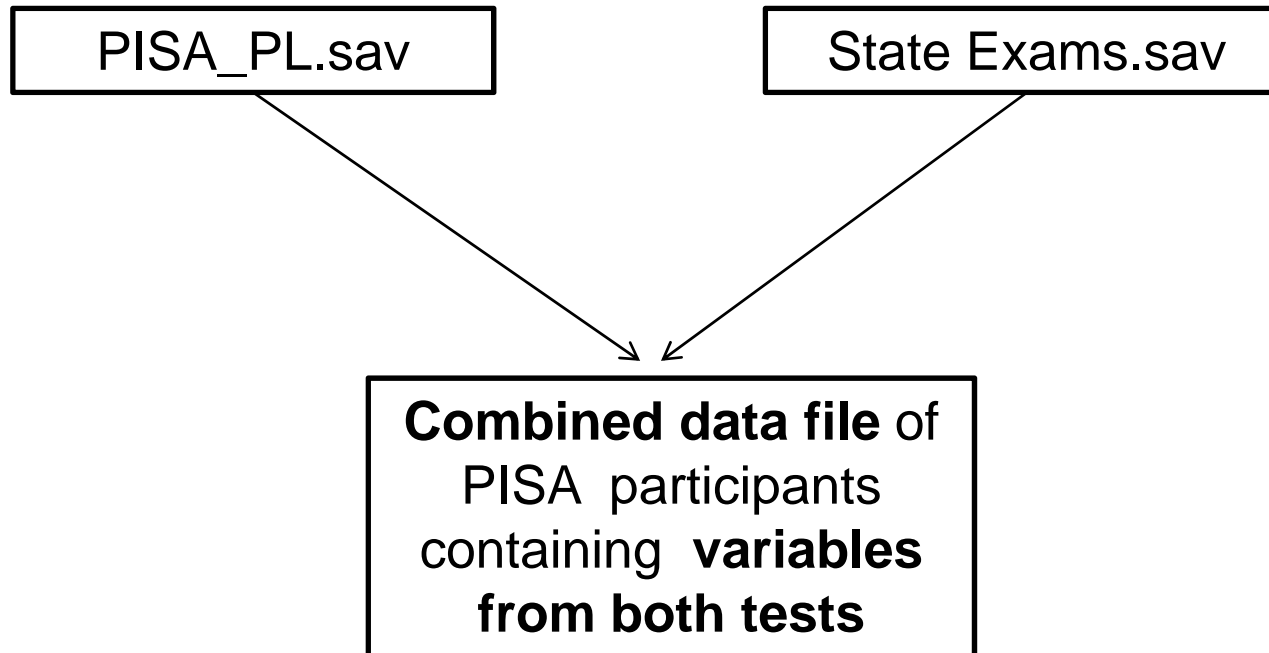 PISA_PL.sav
State Exams.sav
Combined data file of
PISA participants
containing variables
from both tests